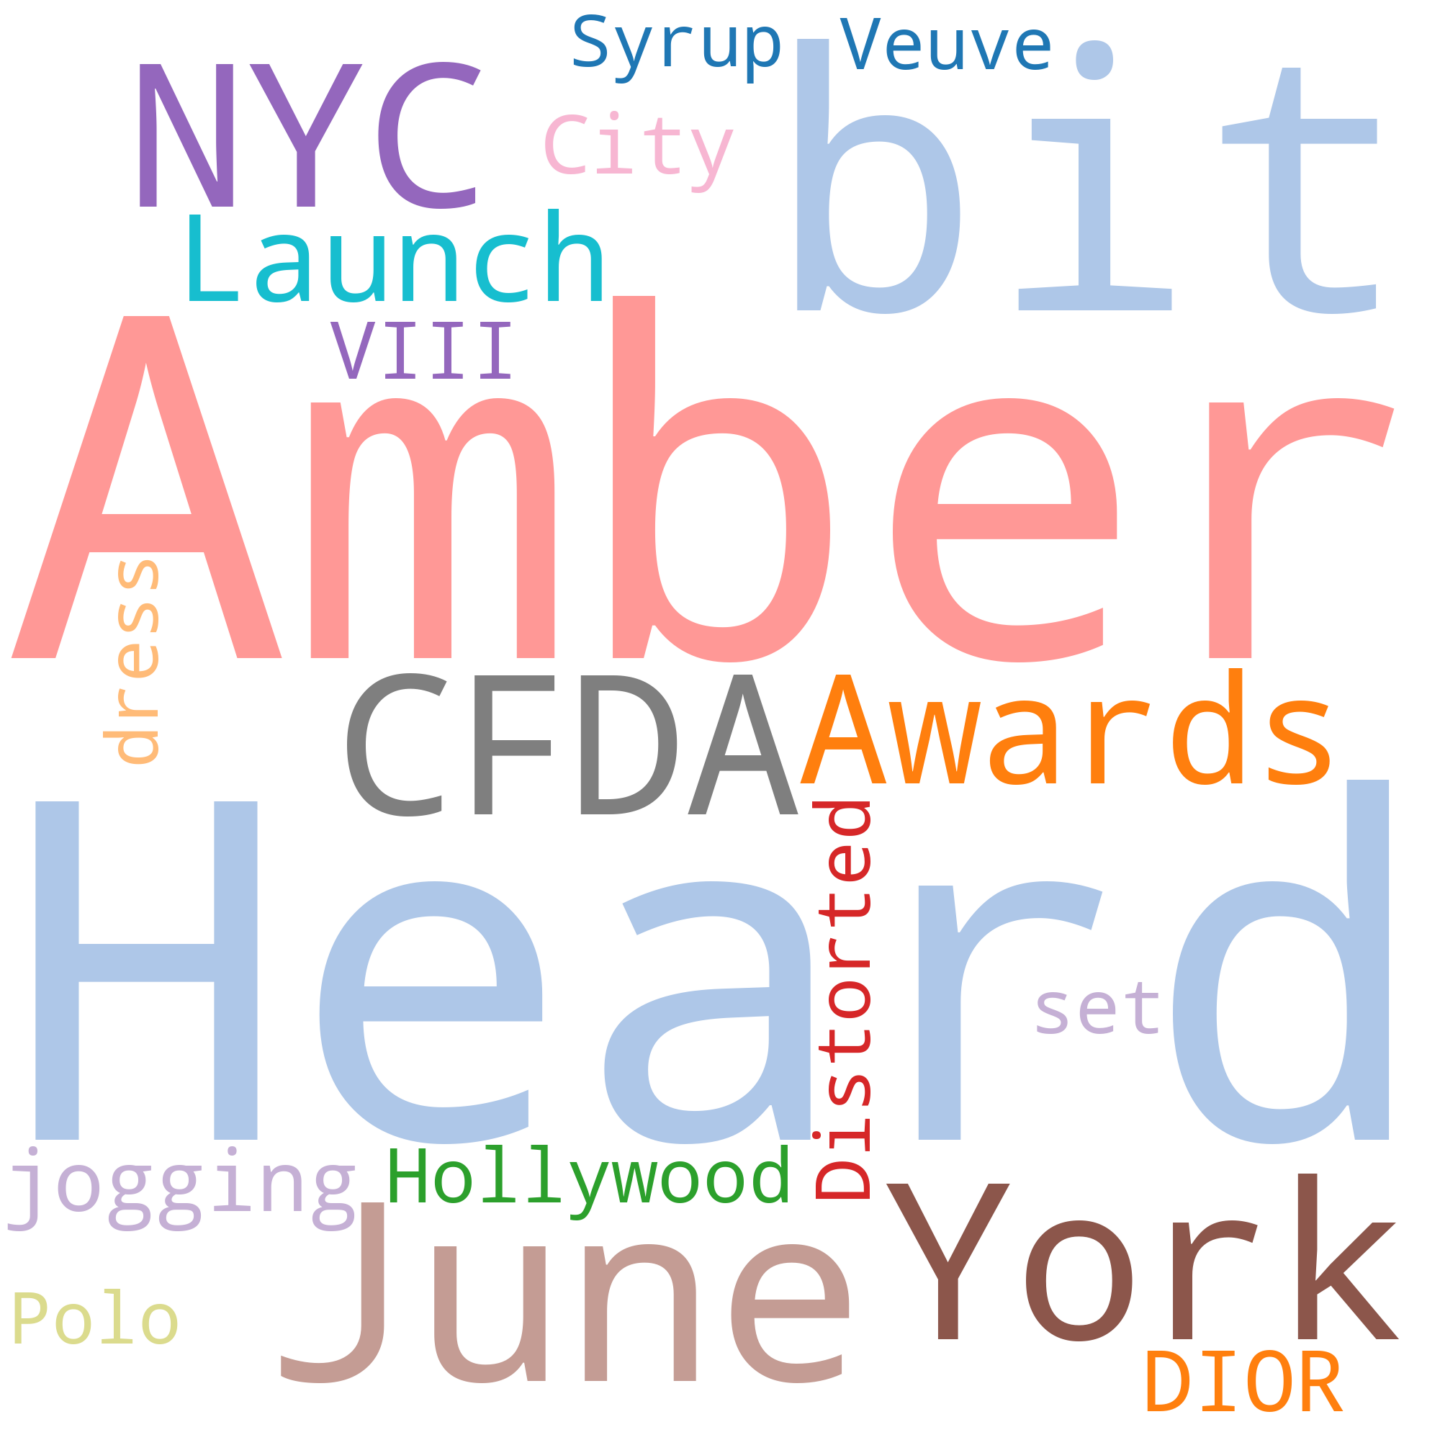 Syrup Veuve
NYC
City
bit
Launch
VIII
Amber
dress
CFDA
Awards
Heard
Distorted
set
jogging
Hollywood
June
York
Polo
DIOR